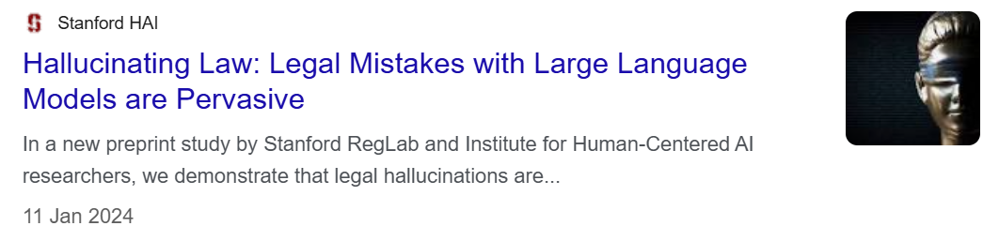 Stanford HAI
Hallucinating Law: Legal Mistakes with Large Language
Models are Pervasive
In a new preprint study by Stanford RegLab and Institute for Human-Centered AI
researchers, we demonstrate that legal hallucinations are...
11 Jan 2024